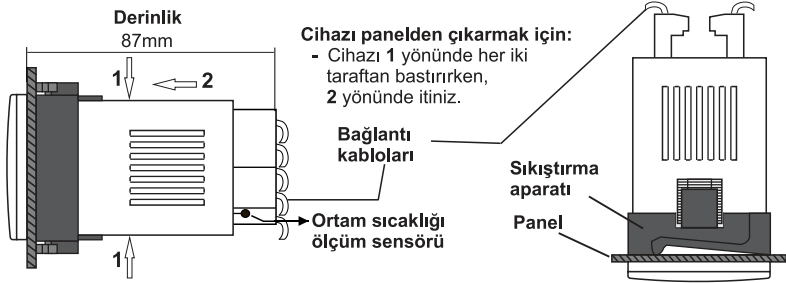 Derinlik
87mm
1
2
1
Cihazı panelden çıkarmak için:
- Cihazı 1 yönünde her iki
taraftan bastırırken,
2 yönünde itiniz.
Bağlantı
kabloları
Ortam sıcaklığı
ölçüm sensörü
Sıkıştırma
aparatı
Panel